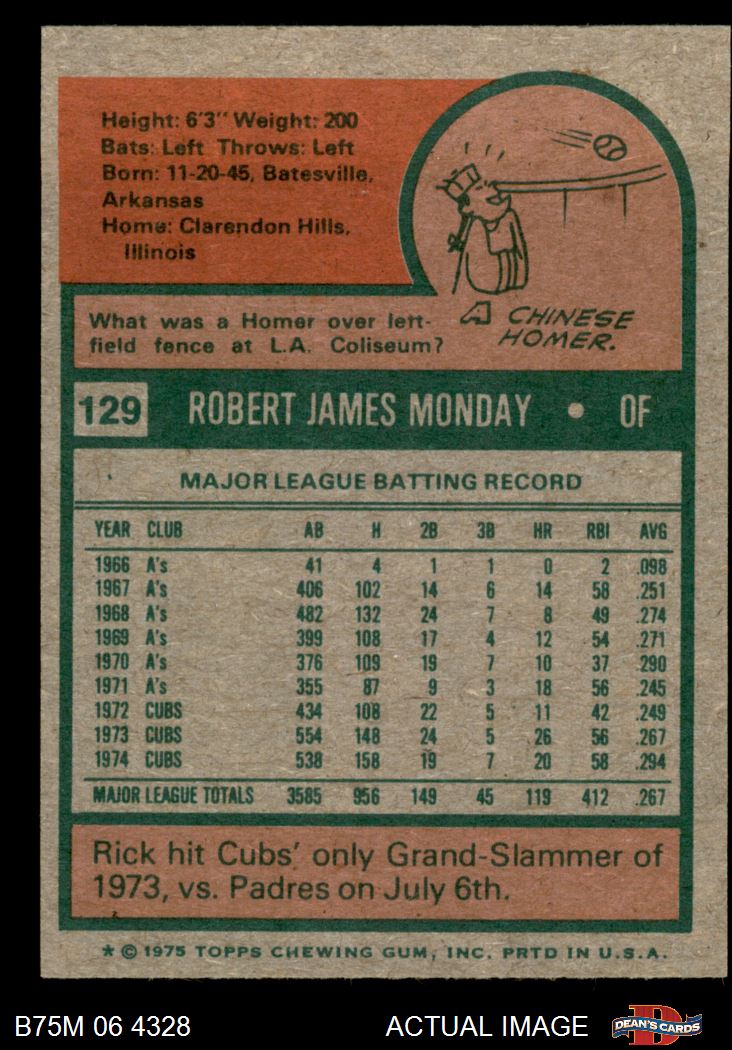 Height: 6'3" Weight: 200
Bats: Left Throws: Left
Born: 11-20-45, Batesville,
Arkansas
Home: Clarendon Hills,
Illinois
What was a Homer over left-
field fence at L.A. Coliseum?
A CHINESE
HOMER.
129 ROBERT JAMES MONDAY • OF
MAJOR LEAGUE BATTING RECORD
YEAR CLUB AB H 2B 3B HR RBI AVG
1966 A's 41 4 1 1 0 2 .098
1967 A's 406 102 14 6 14 58 .251
1968 A's 482 132 24 7 8 49 .274
1969 A's 399 108 17 4 12 54 .271
1970 A's 376 109 19 7 10 37 .290
1971 A's 355 87 9 3 18 56 .245
1972 CUBS 434 108 22 5 11 42 .249
1973 CUBS 554 148 24 5 26 56 .267
1974 CUBS 538 158 19 7 20 58 .294
MAJOR LEAGUE TOTALS 3585 956 149 45 119 412 .267
Rick hit Cubs' only Grand-Slammer of
1973, vs. Padres on July 6th.
* © 1975 TOPPS CHEWING GUM, INC. PRTD IN U.S.A.
B75M 06 4328 ACTUAL IMAGE
D
DEAN'S CARDS